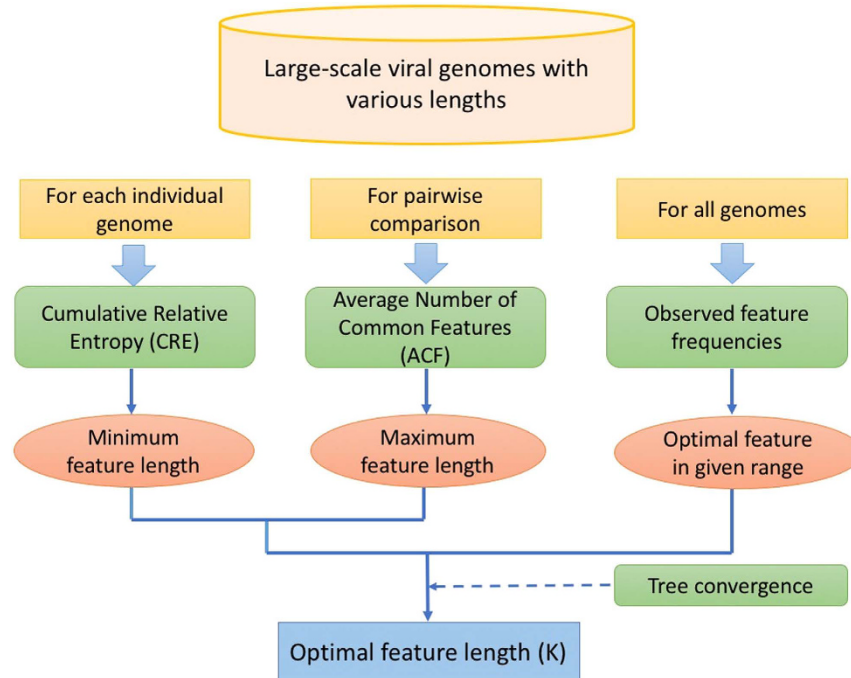 Large-scale viral genomes with
various lengths
For each individual
genome
For pairwise
comparison
For all genomes
Cumulative Relative
Entropy (CRE)
Average Number of
Common Features
(ACF)
Observed feature
frequencies
Minimum
feature length
Maximum
feature length
Optimal feature
in given range
Tree convergence
Optimal feature length (K)